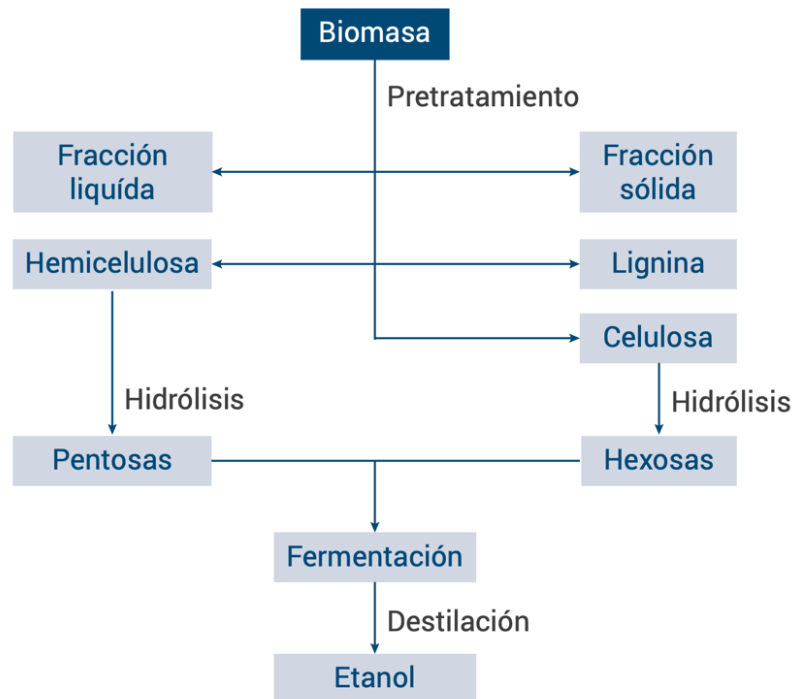 Biomasa
Pretratamiento
Fracción
liquída
Fracción
sólida
Hemicelulosa
Lignina
Celulosa
Hidrólisis
Hidrólisis
Pentosas
Hexosas
Fermentación
Destilación
Etanol